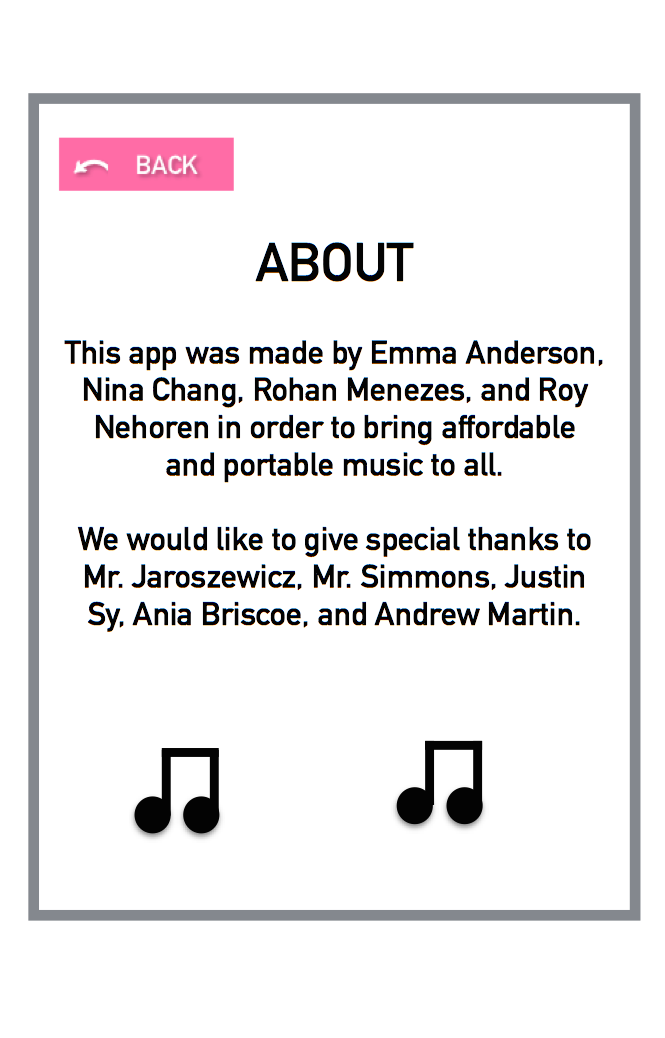 BACK
ABOUT
This app was made by Emma Anderson,
Nina Chang, Rohan Menezes, and Roy
Nehoren in order to bring affordable
and portable music to all.
We would like to give special thanks to
Mr. Jaroszewicz, Mr. Simmons, Justin
Sy, Ania Briscoe, and Andrew Martin.